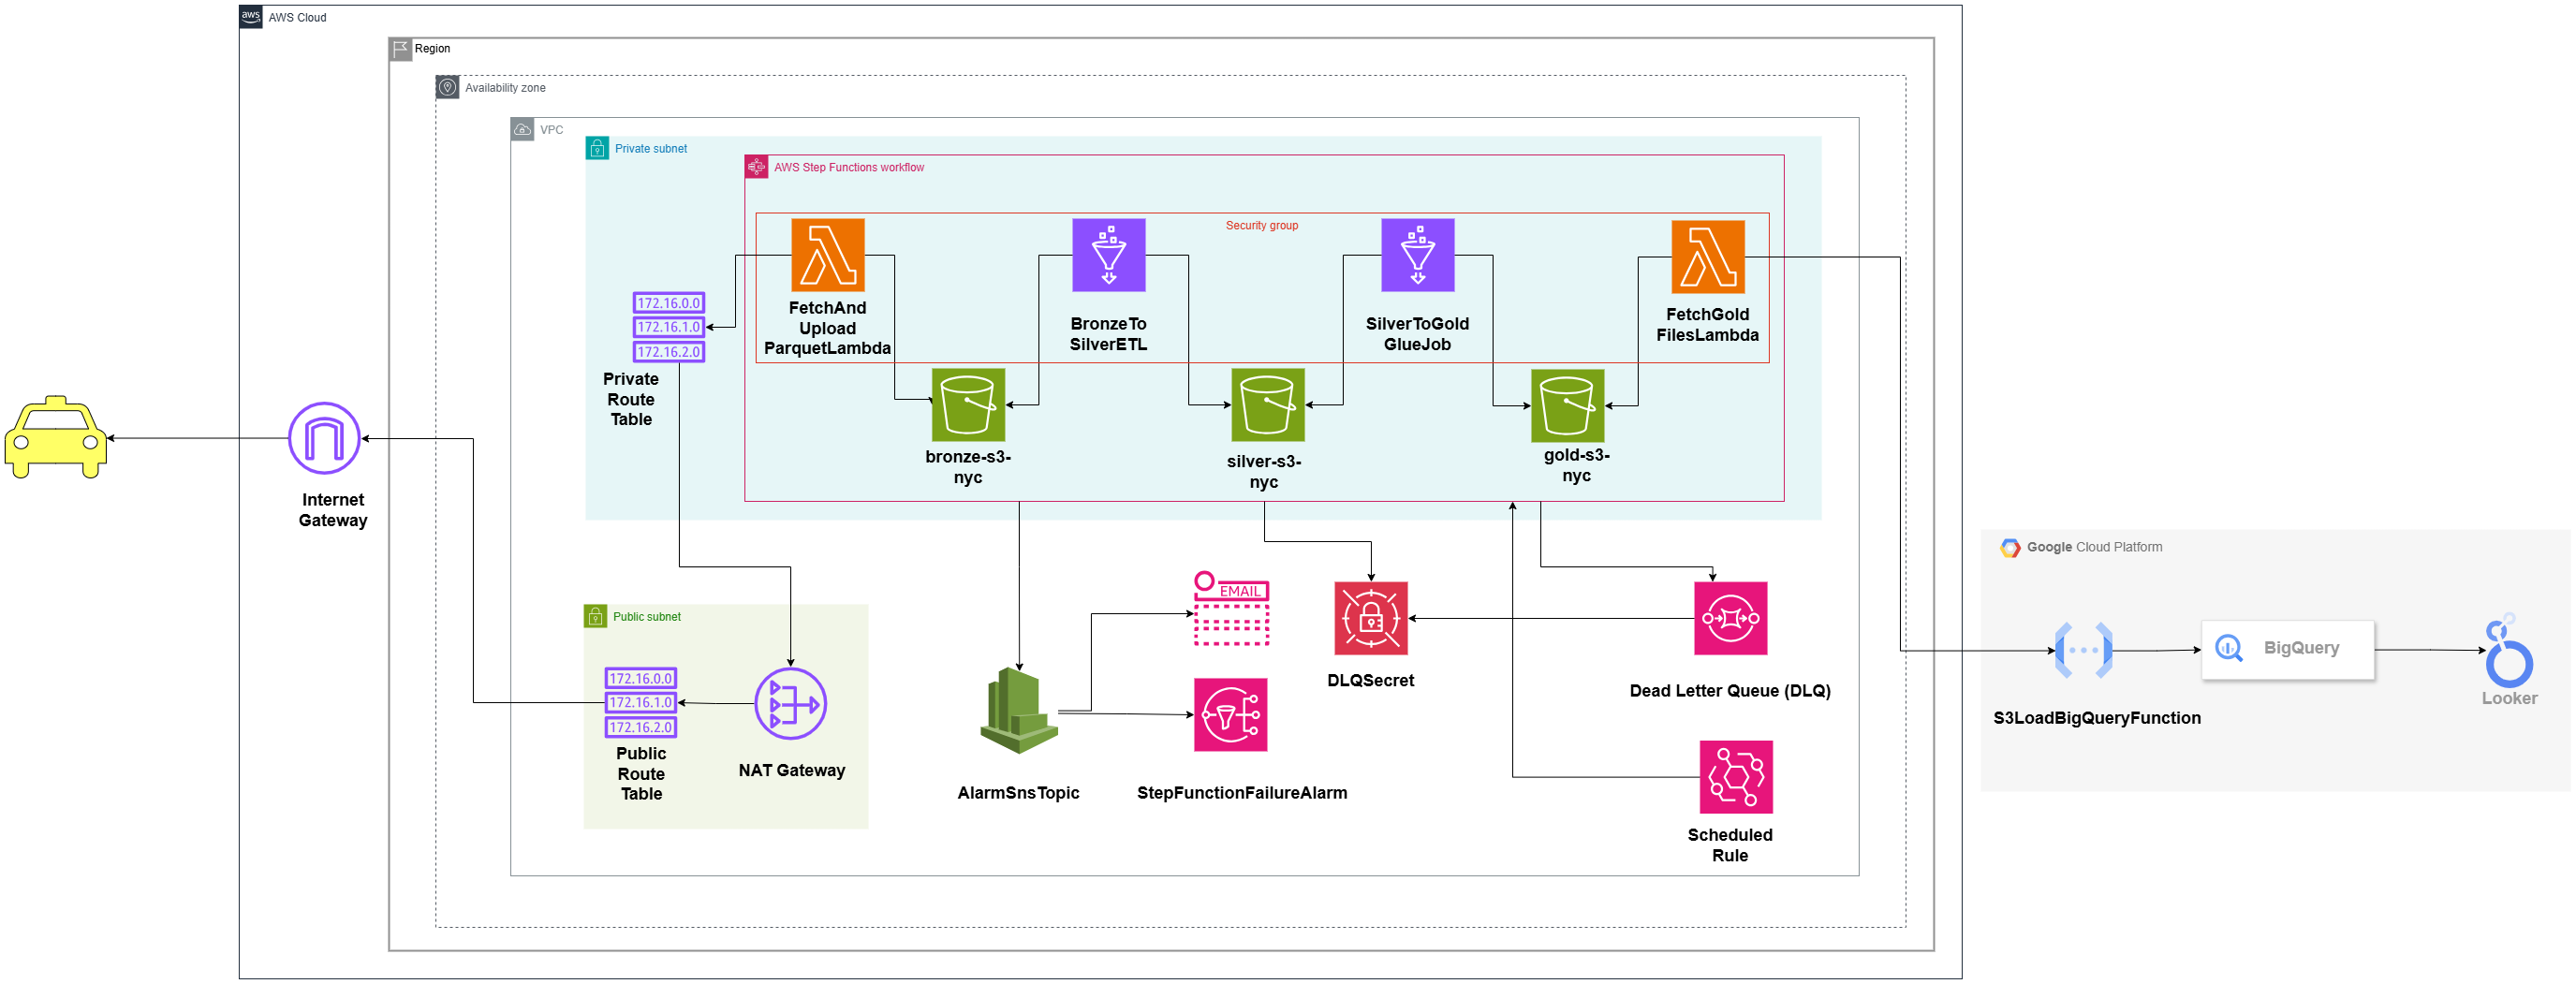 aws
AWS Cloud
Region
Availability zone
VPC
Private subnet
AWS Step Functions workflow
Security group
FetchAnd
Upload
ParquetLambda
BronzeTo
SilverETL
SilverToGold
GlueJob
FetchGold
FilesLambda
172.16.0.0
172.16.1.0
172.16.2.0
Private
Route
Table
bronze-s3-
nyc
silver-s3-
nyc
gold-s3-
nyc
Internet
Gateway
Public subnet
172.16.0.0
172.16.1.0
172.16.2.0
Public
Route
Table
NAT Gateway
EMAIL
AlarmSnsTopic
StepFunctionFailureAlarm
DLQSecret
Dead Letter Queue (DLQ)
Scheduled
Rule
Google Cloud Platform
S3LoadBigQueryFunction
BigQuery
Looker